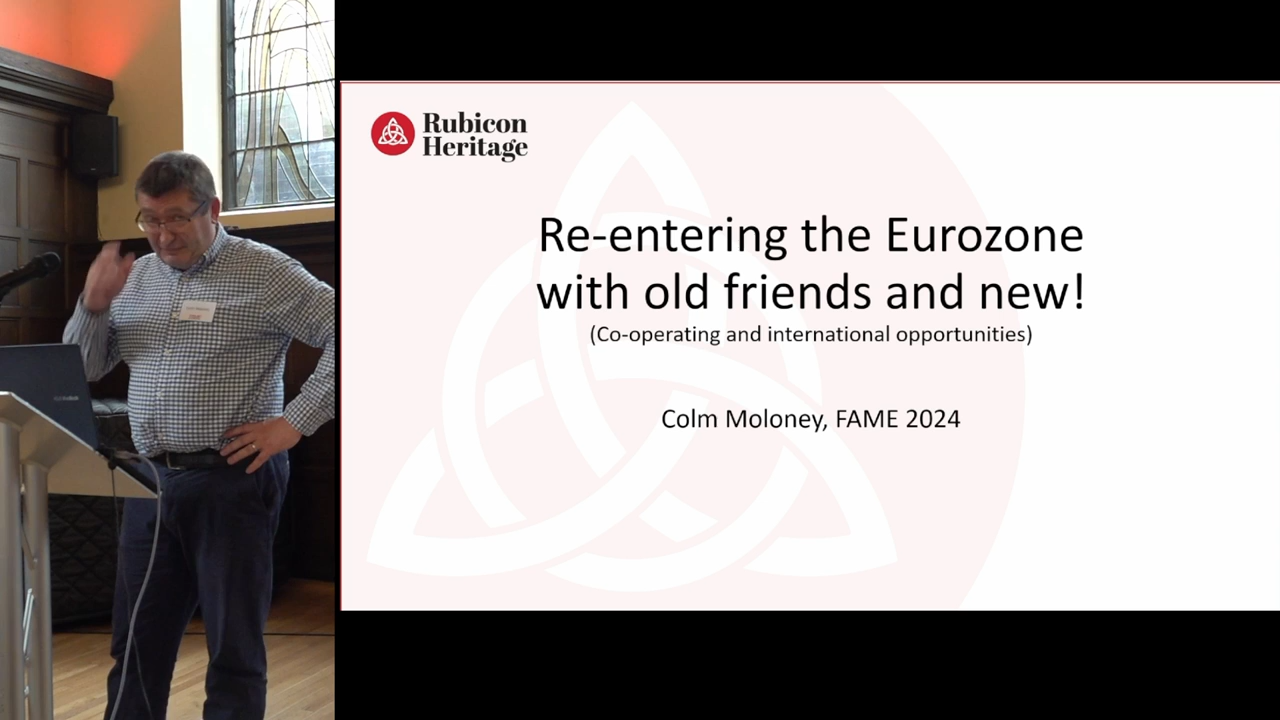 Rubicon
Heritage
Re-entering the Eurozone
with old friends and new!
(Co-operating and international opportunities)
Colm Moloney, FAME 2024